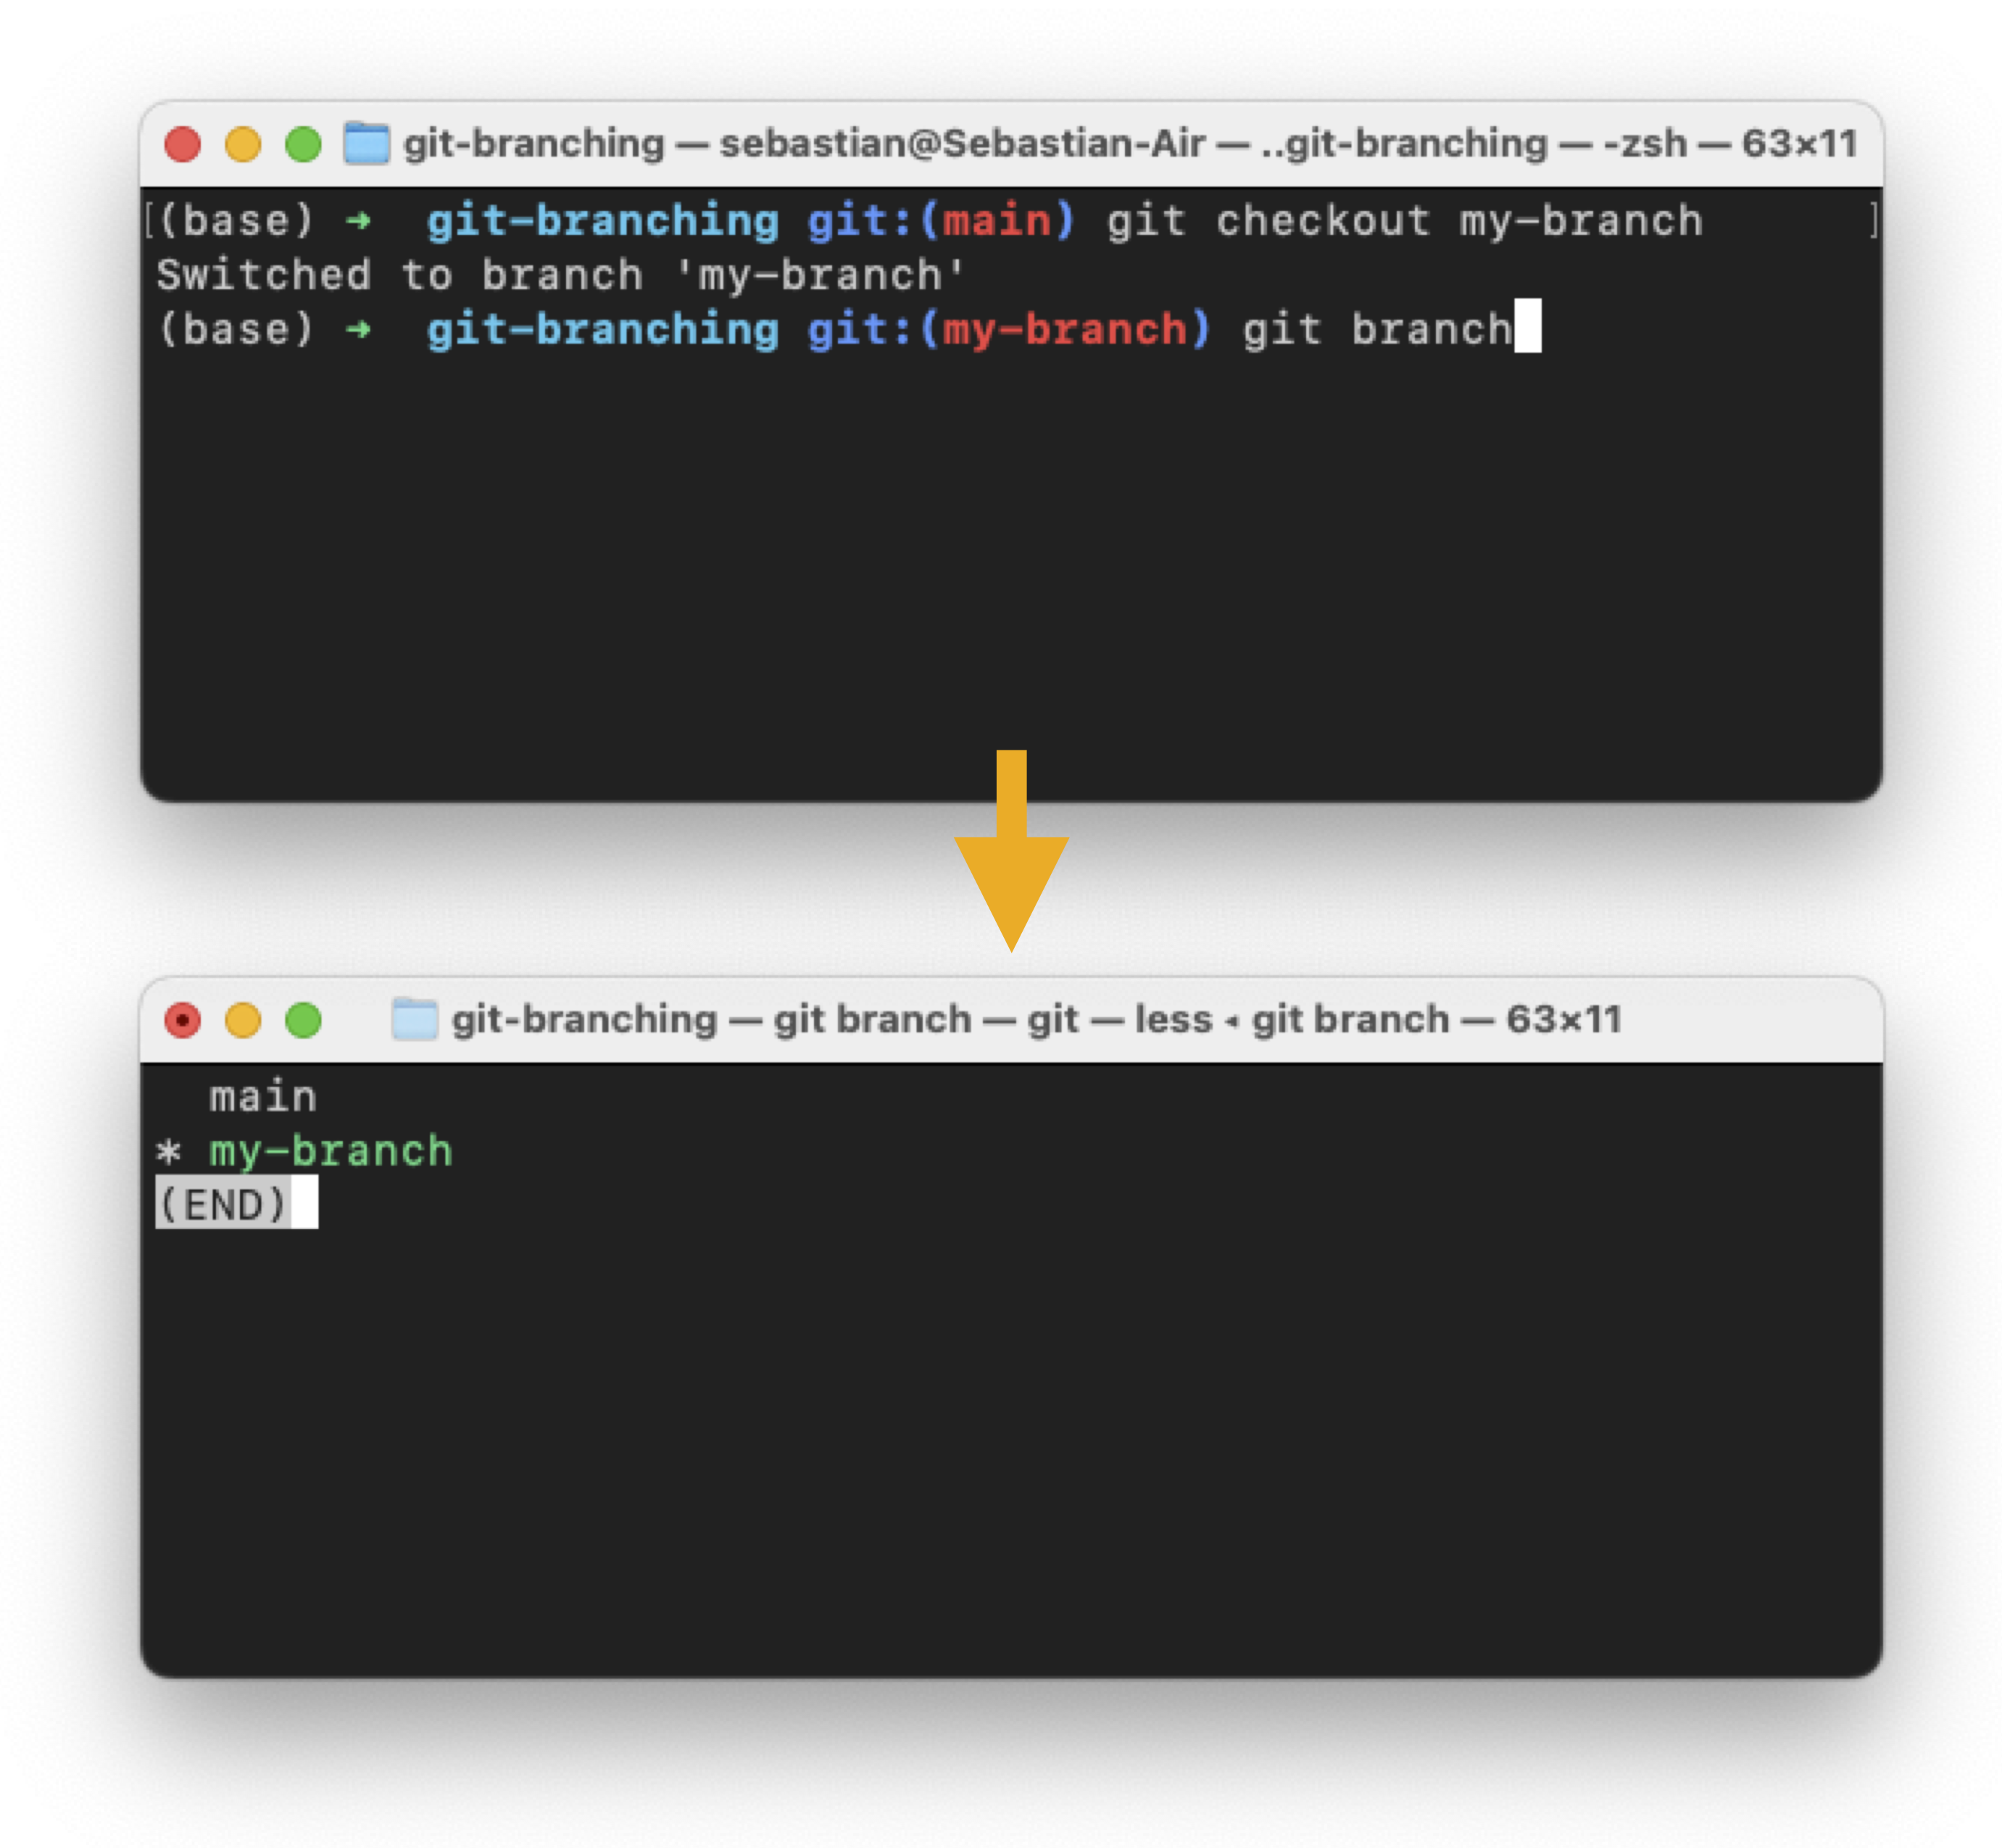 git-branching — sebastian@Sebastian-Air — ..git-branching — -zsh — 63×11
[(base) ➜  git-branching git:(main) git checkout my-branch ]
Switched to branch 'my-branch'
(base) ➜  git-branching git:(my-branch) git branch
git-branching — git branch — git — less ◂ git branch — 63×11
  main
* my-branch
(END)